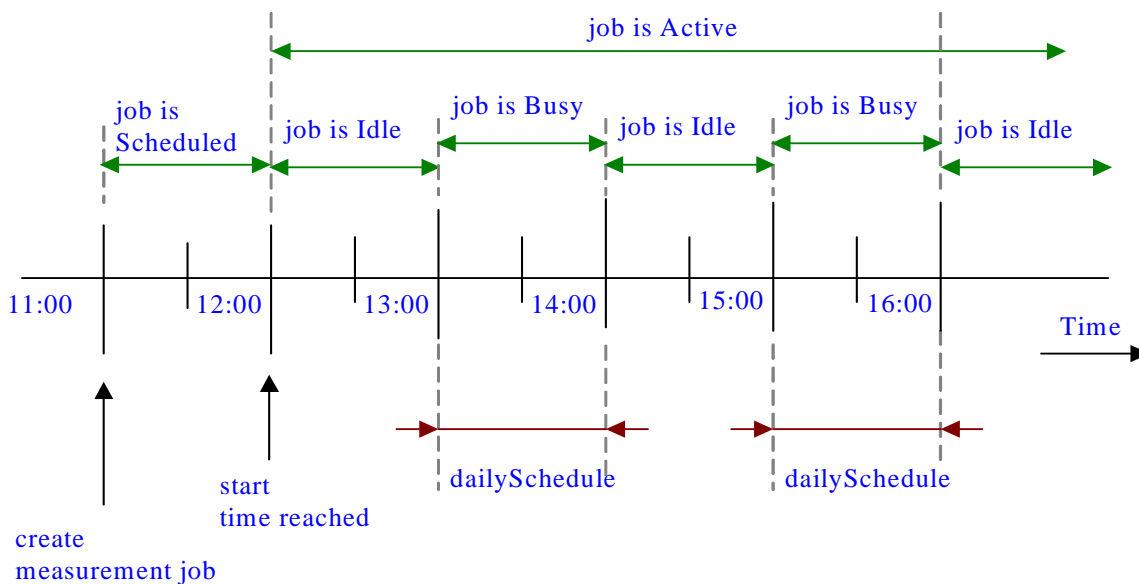 job is Active
job is
Scheduled
job is Idle
job is Busy
job is Idle
job is Busy
job is Idle
11:00
12:00
13:00
14:00
15:00
16:00
Time
dailySchedule
dailySchedule
start
time reached
create
measurement job